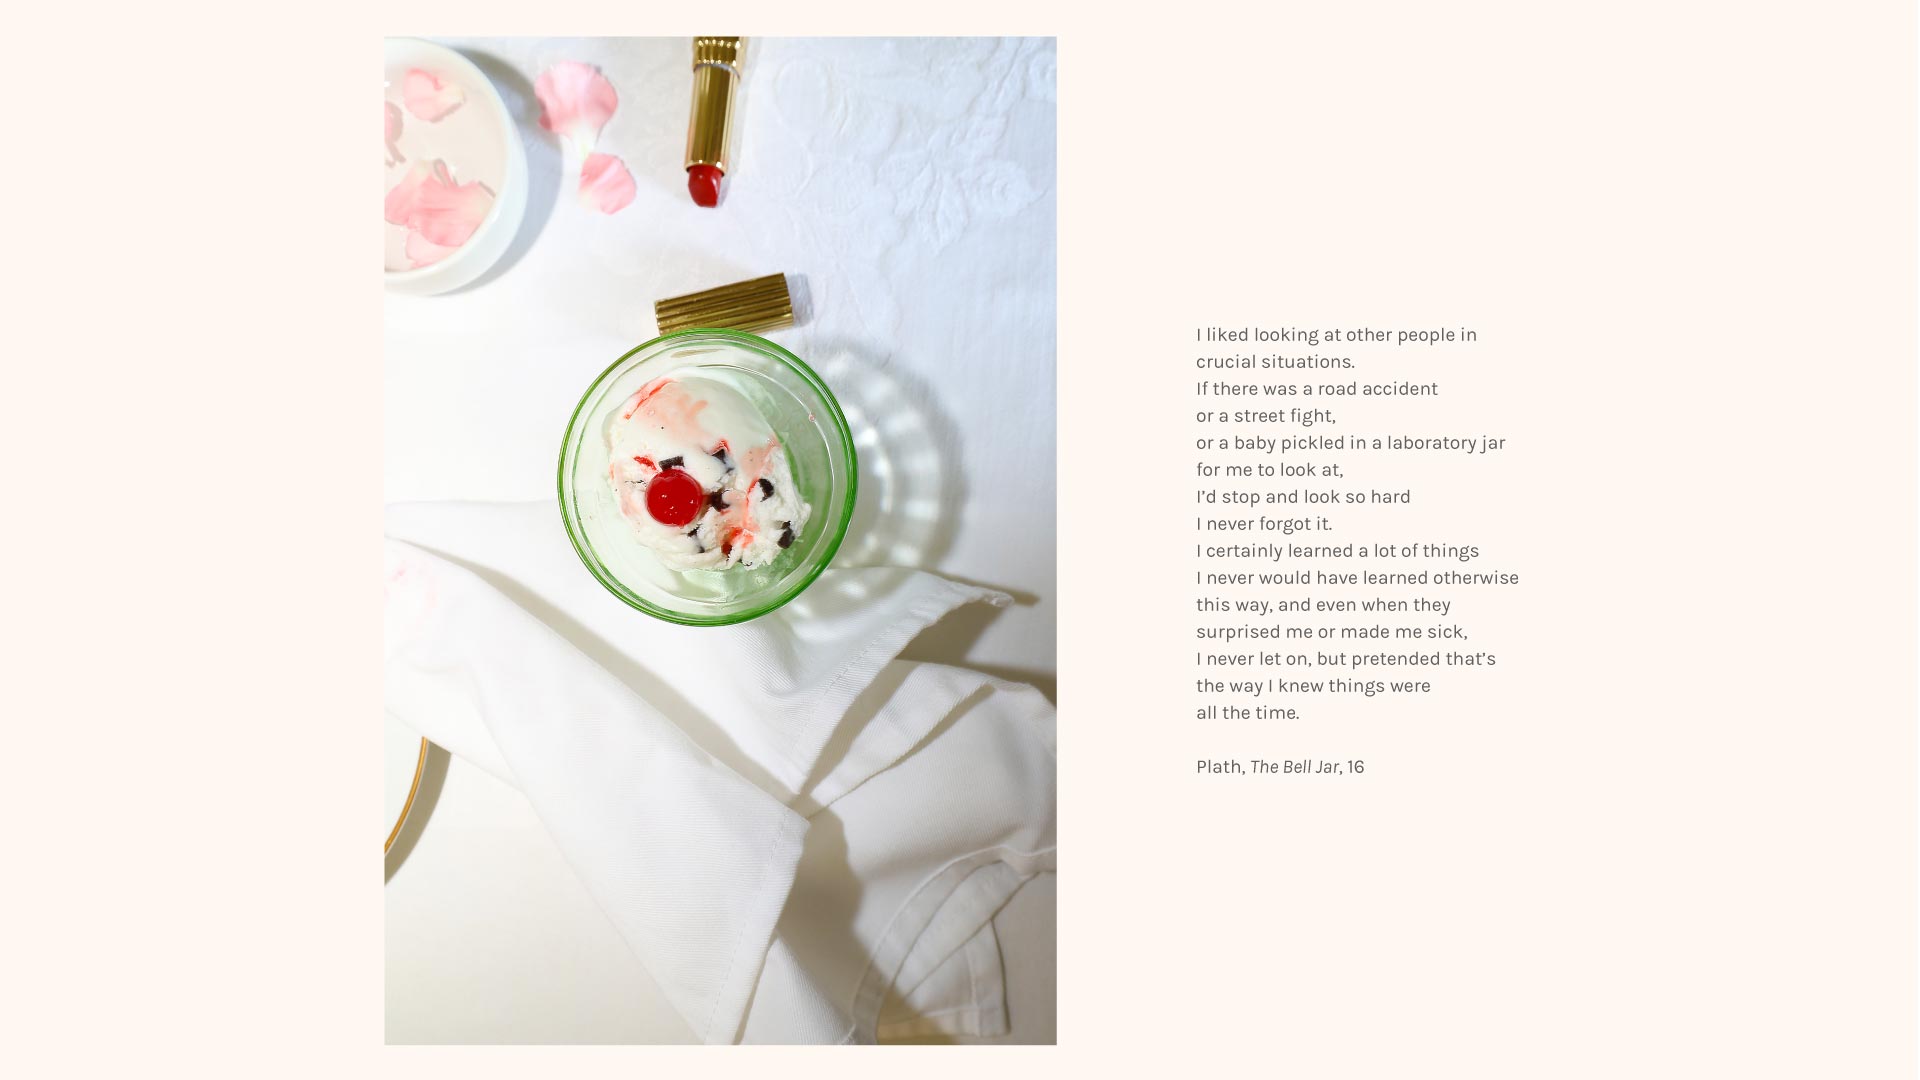 I liked looking at other people in
crucial situations.
If there was a road accident
or a street fight,
or a baby pickled in a laboratory jar
for me to look at,
I’d stop and look so hard
I never forgot it.
I certainly learned a lot of things
I never would have learned otherwise
this way, and even when they
surprised me or made me sick,
I never let on, but pretended that’s
the way I knew things were
all the time.
Plath, The Bell Jar, 16